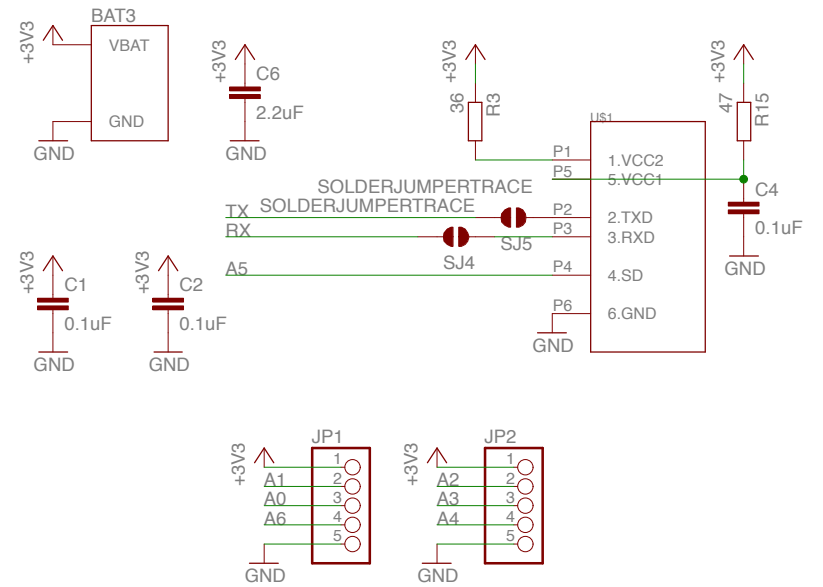 BAT3
+3V3
VBAT
GND
GND
+3V3
C6
2.2uF
GND
+3V3
36
R3
+3V3
47
R15
U$1
P1
1.VCC2
P5
5.VCC1
SOLDERJUMPERTRACE
SOLDERJUMPERTRACE
TX
P2
2.TXD
RX
P3
3.RXD
SJ5
SJ4
A5
P4
4.SD
P6
6.GND
GND
C4
0.1uF
GND
+3V3
C1
0.1uF
GND
+3V3
C2
0.1uF
GND
JP1
+3V3
1
A1
2
A0
3
A6
4
5
GND
JP2
+3V3
1
A2
2
A3
3
A4
4
5
GND